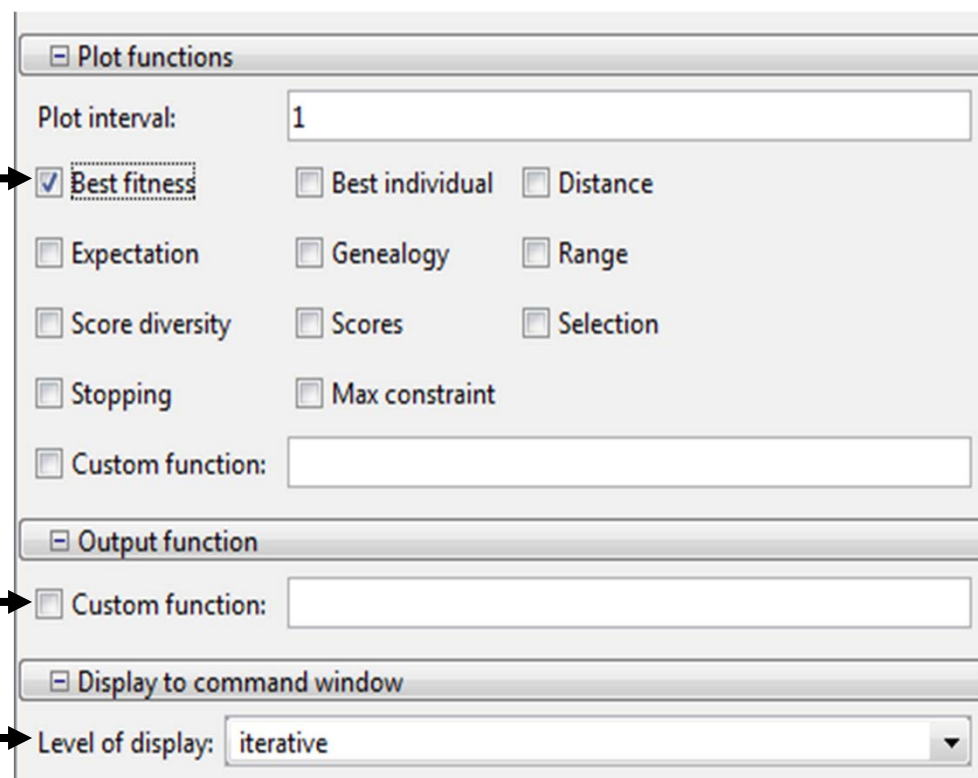 Plot functions
Plot interval: 1
Best fitness Best individual Distance
Expectation Genealogy Range
Score diversity Scores Selection
Stopping Max constraint
Custom function:
Output function
Custom function:
Display to command window
Level of display: iterative